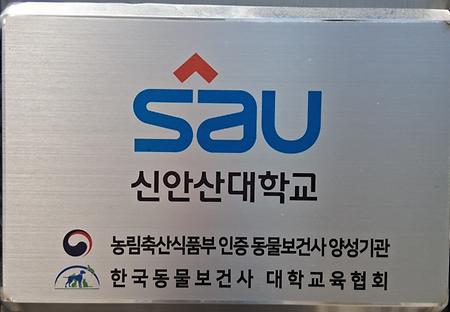 sau
신안산대학교
농림축산식품부 인증 동물보건사 양성기관
한국동물보건사 대학교육협회